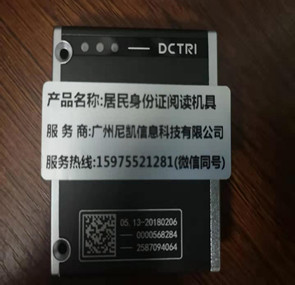 DCTRI
产品名称:居民身份证阅读机具
服 务 商:广州尼凯信息科技有限公司
服务热线:15975521281(微信同号)
05.13-20180206
0000568284
2587094064